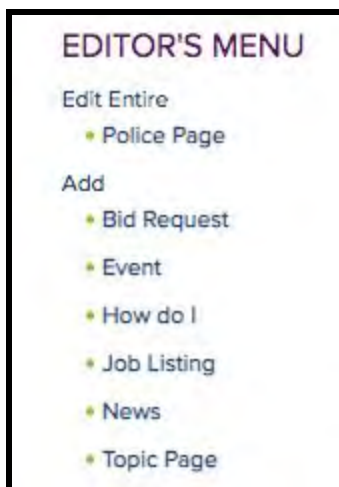 EDITOR'S MENU
Edit Entire
• Police Page
Add
• Bid Request
• Event
• How do I
• Job Listing
• News
• Topic Page